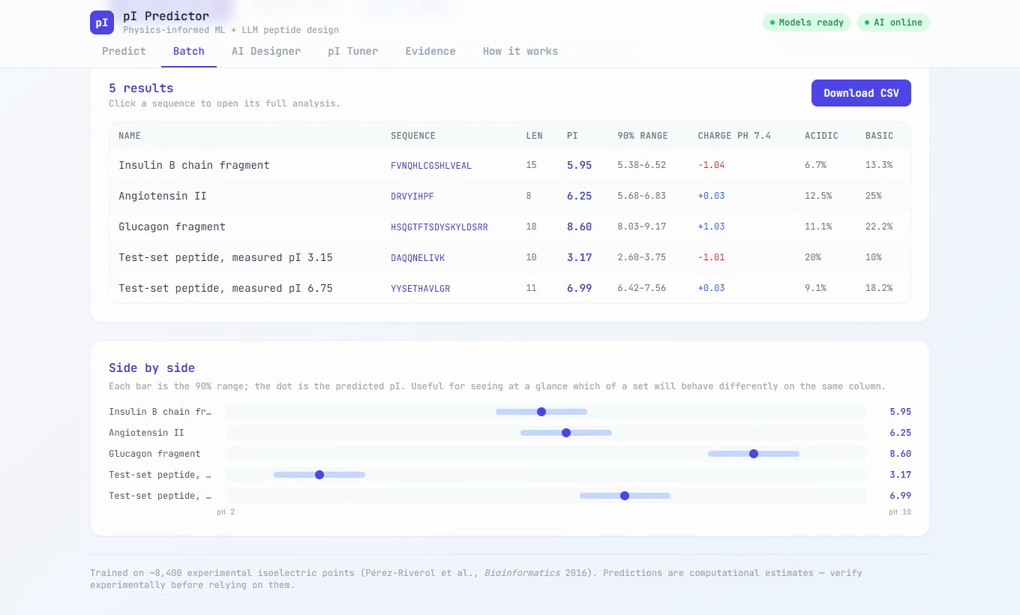 pI
pI Predictor
Physics-informed ML + LLM peptide design
Models ready
AI online
Predict Batch AI Designer pI Tuner Evidence How it works
5 results
Click a sequence to open its full analysis.
Download CSV
NAME SEQUENCE LEN PI 90% RANGE CHARGE PH 7.4 ACIDIC BASIC
Insulin B chain fragment FVNQHLCGSHLVEAL 15 5.95 5.38–6.52 -1.04 6.7% 13.3%
Angiotensin II DRVYIHPF 8 6.25 5.68–6.83 +0.03 12.5% 25%
Glucagon fragment HSQGTFTSDYSKYLDSRR 18 8.60 8.03–9.17 +1.03 11.1% 22.2%
Test-set peptide, measured pI 3.15 DAQQNELIVK 10 3.17 2.60–3.75 -1.01 20% 10%
Test-set peptide, measured pI 6.75 YYSETHAVLGR 11 6.99 6.42–7.56 +0.03 9.1% 18.2%
Side by side
Each bar is the 90% range; the dot is the predicted pI. Useful for seeing at a glance which of a set will behave differently on the same column.
Insulin B chain fr… 5.95
Angiotensin II 6.25
Glucagon fragment 8.60
Test-set peptide, … 3.17
Test-set peptide, … 6.99
pH 2 pH 10
Trained on ~8,400 experimental isoelectric points (Pérez-Riverol et al., Bioinformatics 2016). Predictions are computational estimates — verify
experimentally before relying on them.